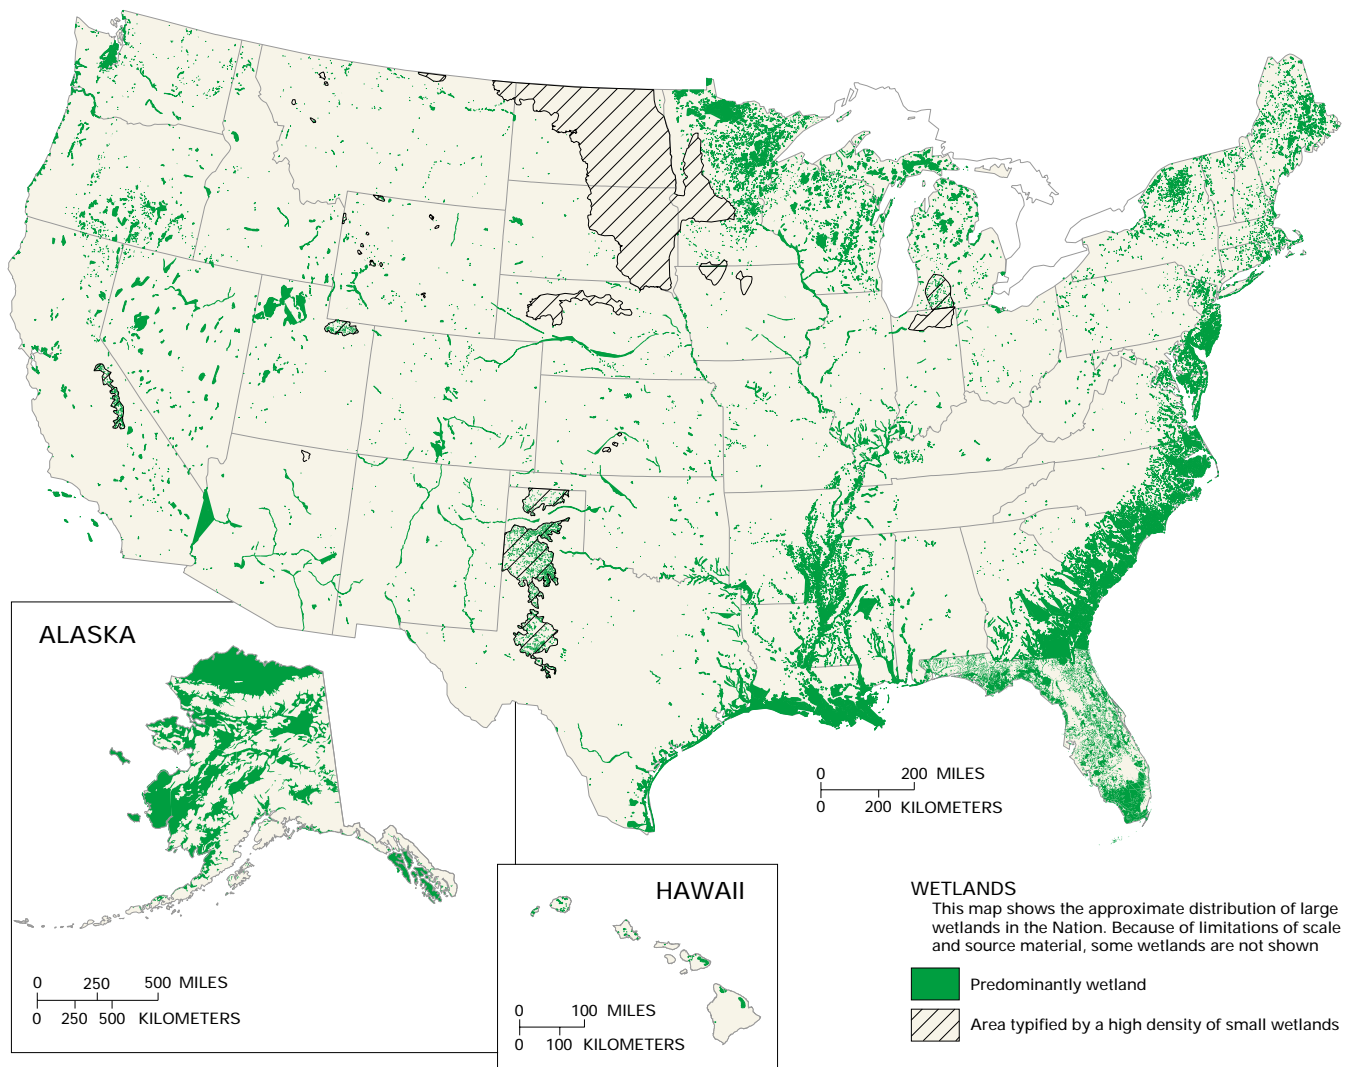 ALASKA
0 250 500 MILES
0 250 500 KILOMETERS
HAWAII
0 100 MILES
0 100 KILOMETERS
0 200 MILES
0 200 KILOMETERS
WETLANDS
This map shows the approximate distribution of large
wetlands in the Nation. Because of limitations of scale
and source material, some wetlands are not shown
Predominantly wetland
Area typified by a high density of small wetlands